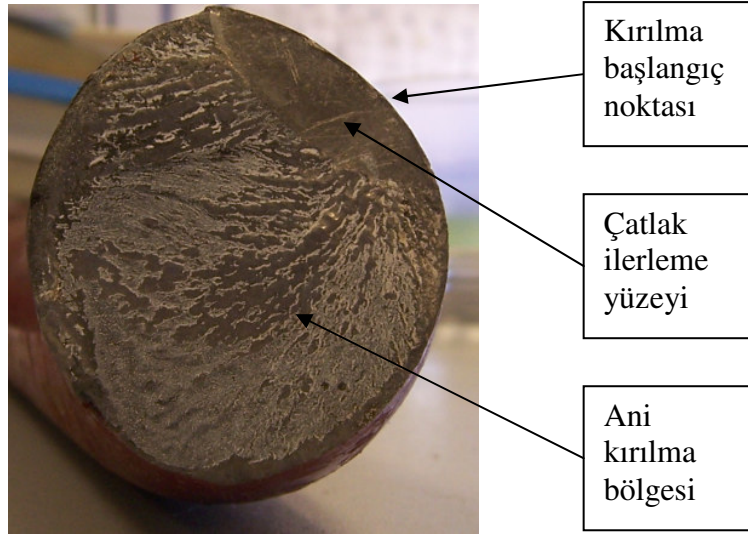 Kırılma
başlangıç
noktası
Çatlak
ilerleme
yüzeyi
Ani
kırılma
bölgesi